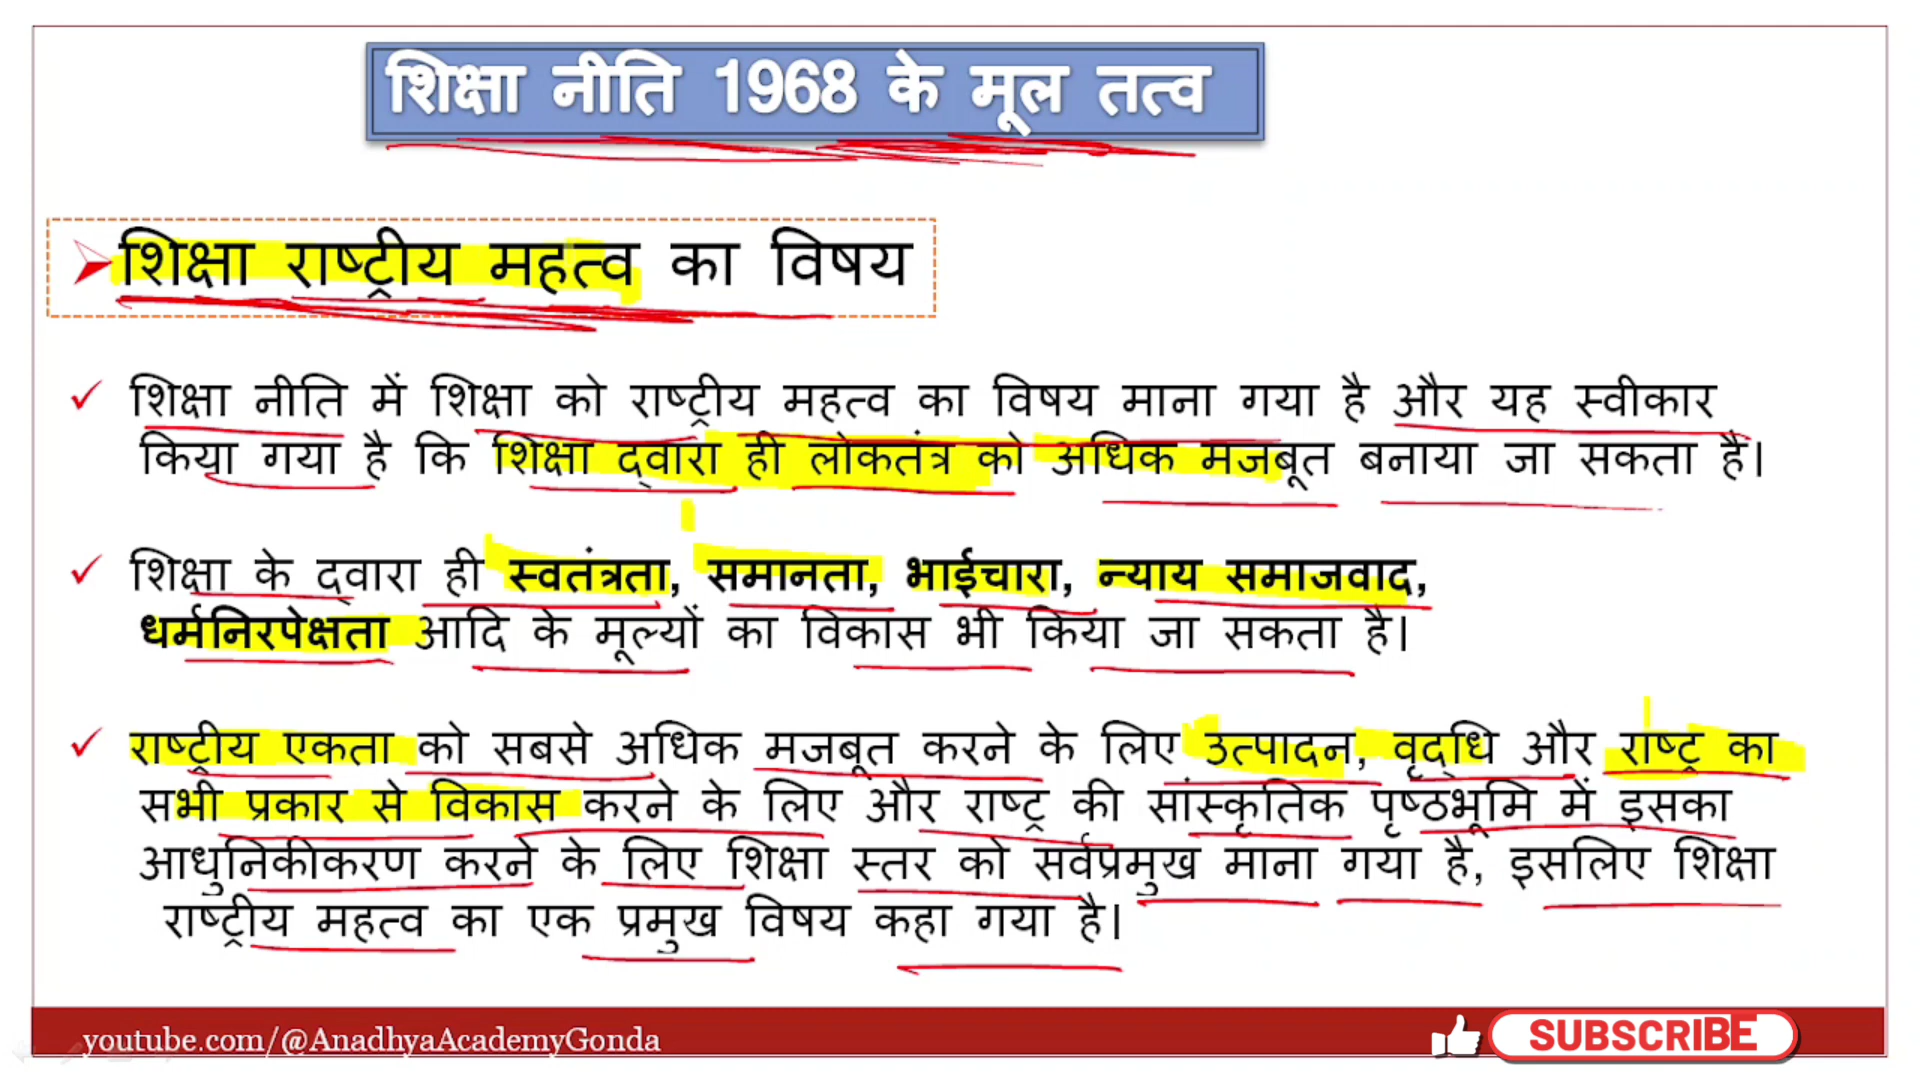 शिक्षा नीति 1968 के मूल तत्व
शिक्षा राष्ट्रीय महत्व का विषय
शिक्षा नीति में शिक्षा को राष्ट्रीय महत्व का विषय माना गया है और यह स्वीकार
किया गया है कि शिक्षा द्वारा ही लोकतंत्र को अधिक मजबूत बनाया जा सकता है।
शिक्षा के द्वारा ही स्वतंत्रता, समानता, भाईचारा, न्याय समाजवाद,
धर्मनिरपेक्षता आदि के मूल्यों का विकास भी किया जा सकता है।
राष्ट्रीय एकता को सबसे अधिक मजबूत करने के लिए उत्पादन, वृद्धि और राष्ट्र का
सभी प्रकार से विकास करने के लिए और राष्ट्र की सांस्कृतिक पृष्ठभूमि में इसका
आधुनिकीकरण करने के लिए शिक्षा स्तर को सर्वप्रमुख माना गया है, इसलिए शिक्षा
राष्ट्रीय महत्व का एक प्रमुख विषय कहा गया है।
youtube.com/@AnadhyaAcademyGonda
SUBSCRIBE